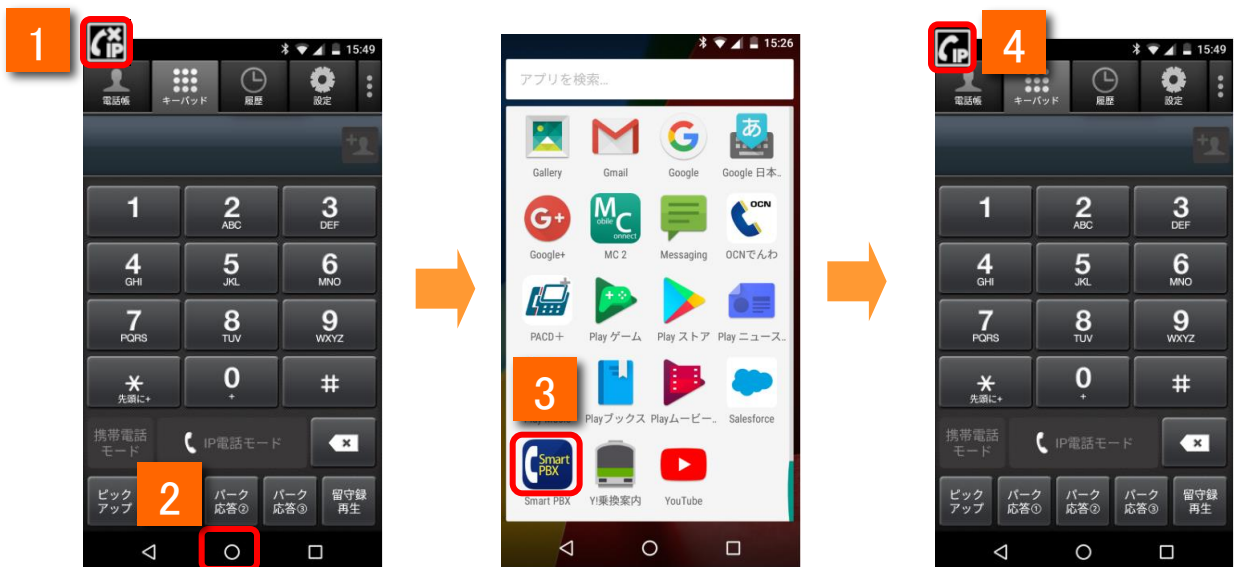 1
IP
15:49
電話帳
キーパッド
履歴
設定
1
2
ABC
3
DEF
4
GHI
5
JKL
6
MNO
7
PQRS
8
TUV
9
WXYZ
*
先頭に+
0
+
#
携帯電話
モード
IP電話モード
ピック
アップ
2
パーク
応答②
パーク
応答③
留守録
再生
15:26
アプリを検索...
Gallery
Gmail
Google
あ
Google 日本..
G+
Google+
Mobile
Connect
MC 2
Messaging
OCN
OCNでんわ
PACD+
Play ゲーム
Play ストア
Play ニュース..
3
Playブックス
Playムービー..
Salesforce
Smart
PBX
Smart PBX
Y!乗換案内
YouTube
IP
4
15:49
電話帳
キーパッド
履歴
設定
1
2
ABC
3
DEF
4
GHI
5
JKL
6
MNO
7
PQRS
8
TUV
9
WXYZ
*
先頭に+
0
+
#
携帯電話
モード
IP電話モード
ピック
アップ
パーク
応答①
パーク
応答②
パーク
応答③
留守録
再生